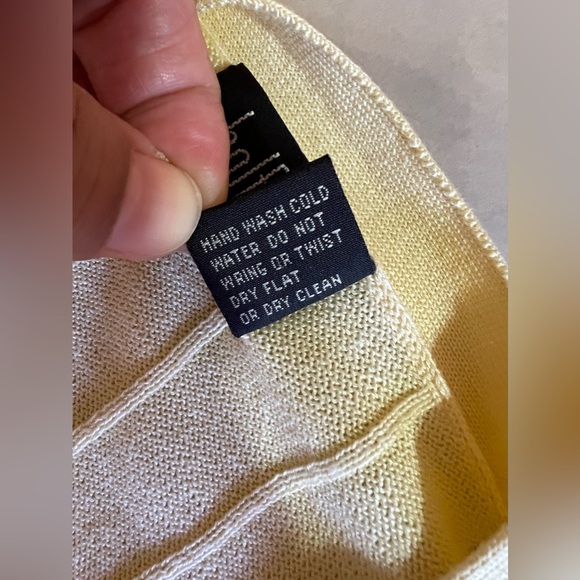 HAND WASH COLD
WATER DO NOT
WRING OR TWIST
DRY FLAT
OR DRY CLEAN